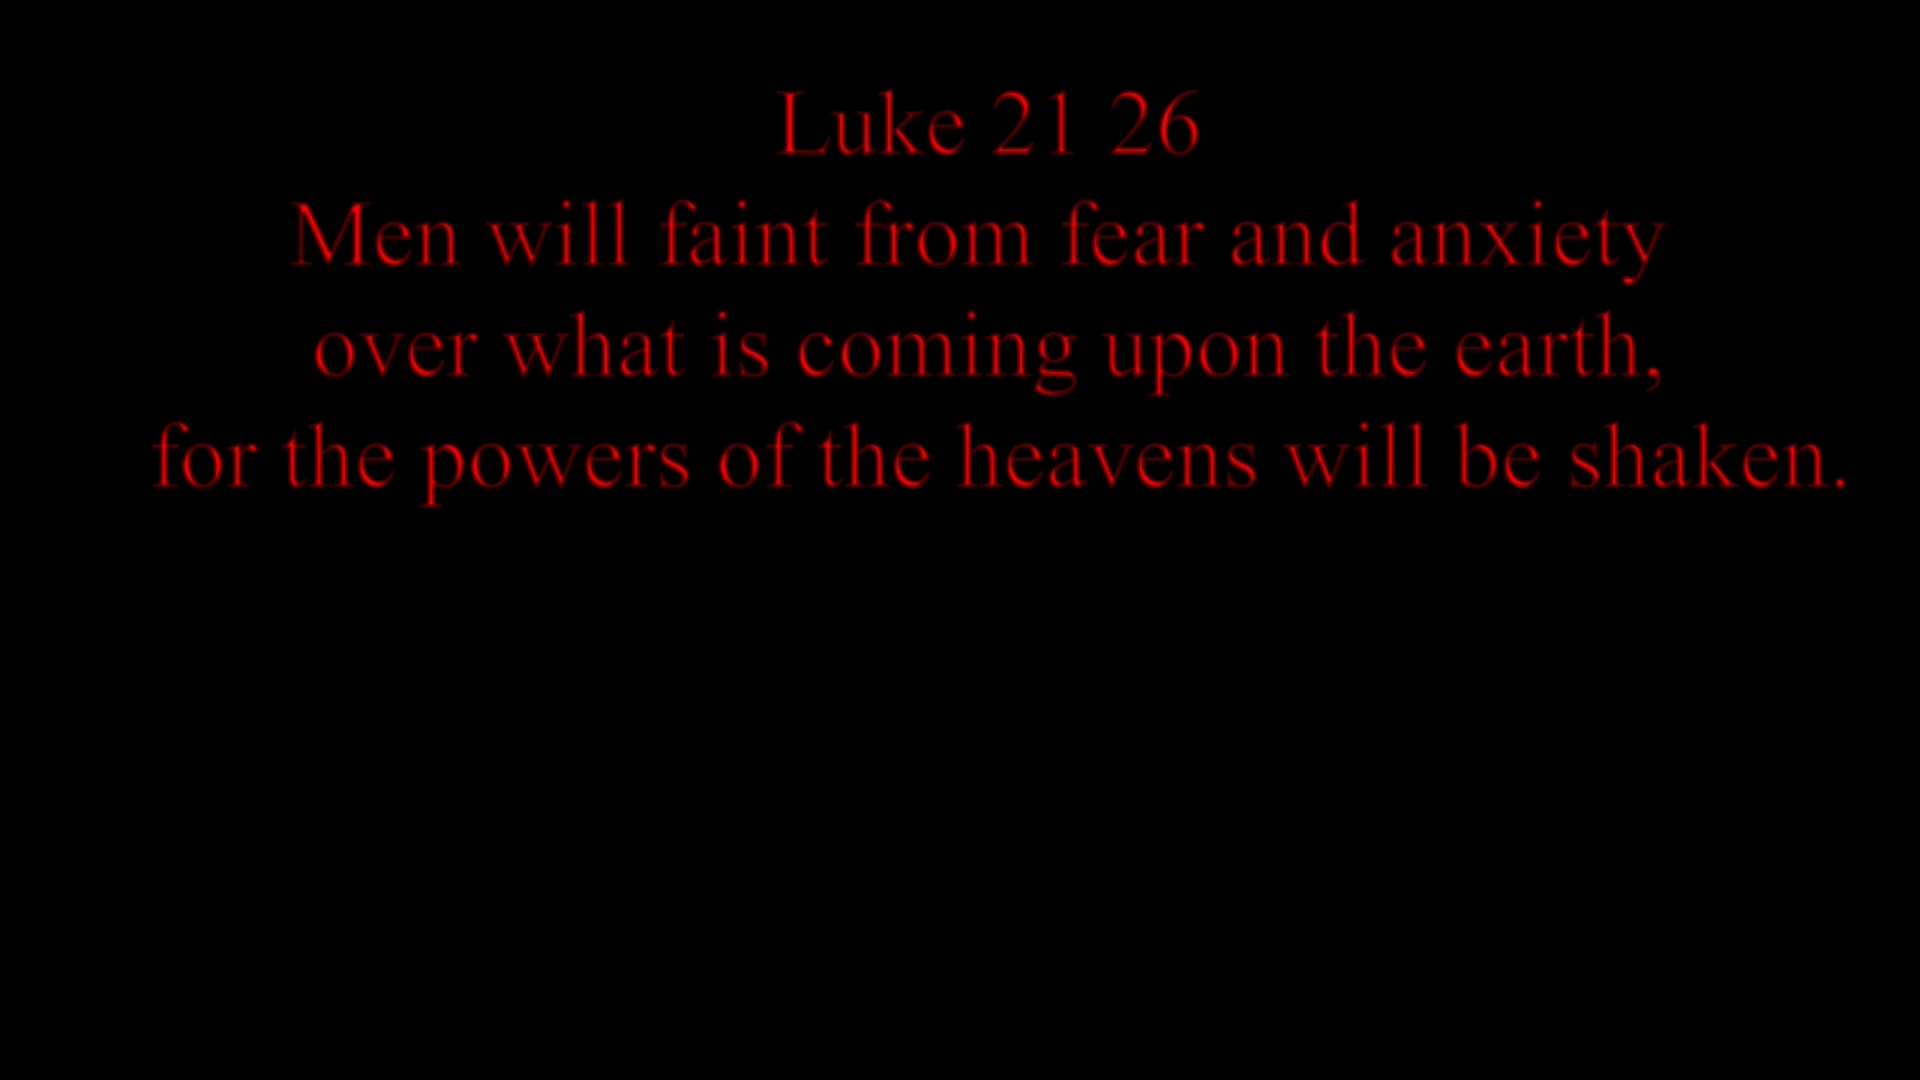 Luke 21 26
Men will faint from fear and anxiety
over what is coming upon the earth,
for the powers of the heavens will be shaken.